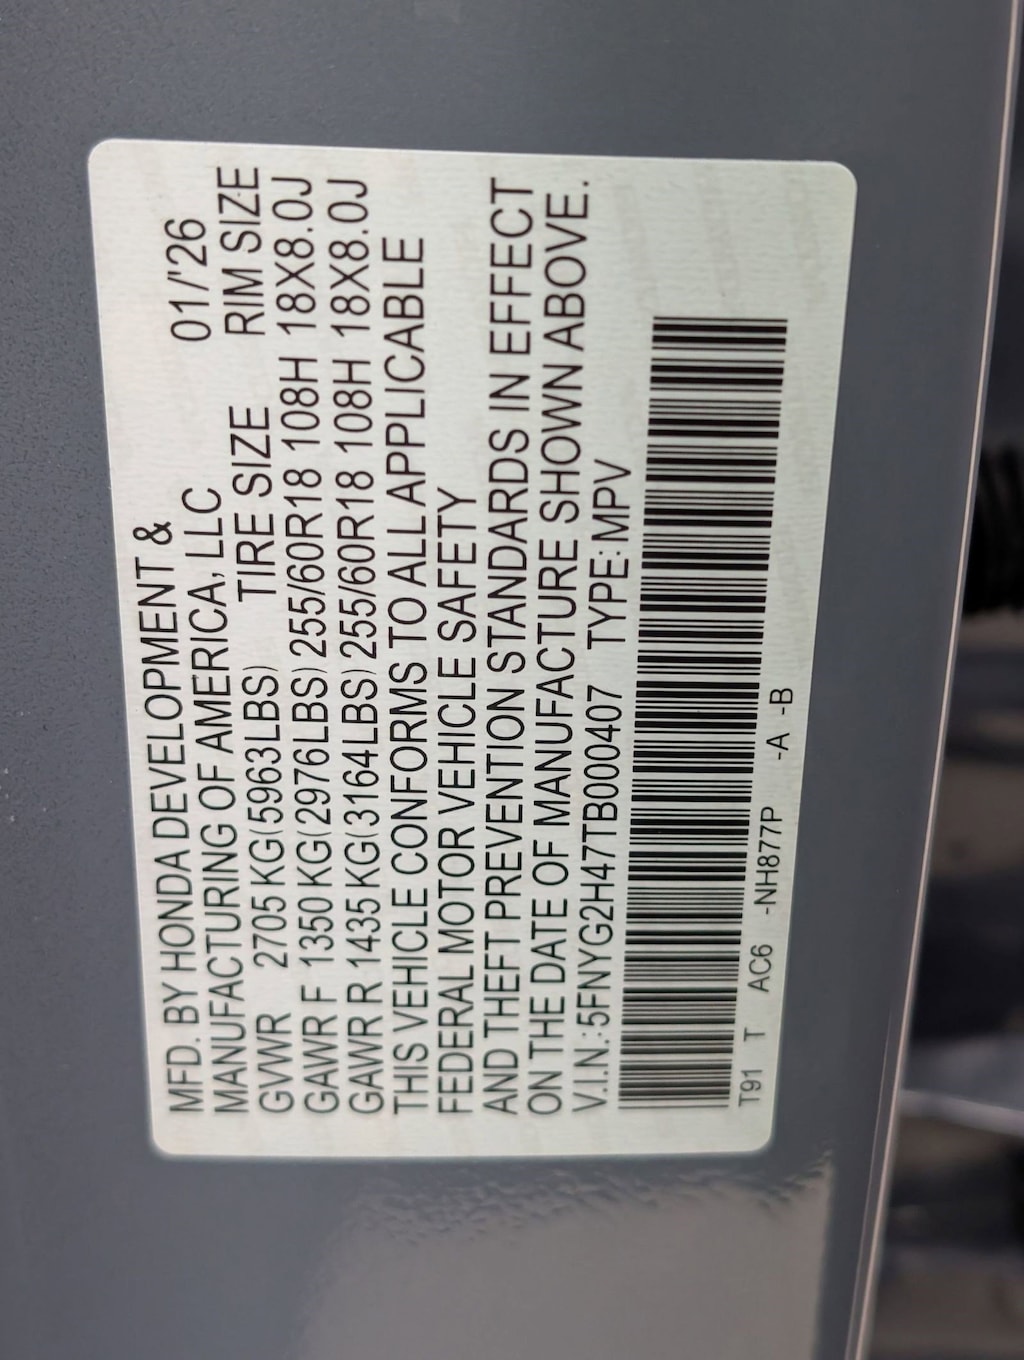 MFD. BY HONDA DEVELOPMENT &
MANUFACTURING OF AMERICA, LLC 01/'26
GVWR 2705 KG(5963LBS) TIRE SIZE RIM SIZE
GAWR F 1350 KG(2976LBS) 255/60R18 108H 18X8.0J
GAWR R 1435 KG(3164LBS) 255/60R18 108H 18X8.0J
THIS VEHICLE CONFORMS TO ALL APPLICABLE
FEDERAL MOTOR VEHICLE SAFETY
AND THEFT PREVENTION STANDARDS IN EFFECT
ON THE DATE OF MANUFACTURE SHOWN ABOVE.
V.I.N.:5FNYG2H47TB000407 TYPE:MPV
T91 T AC6 -NH877P -A -B